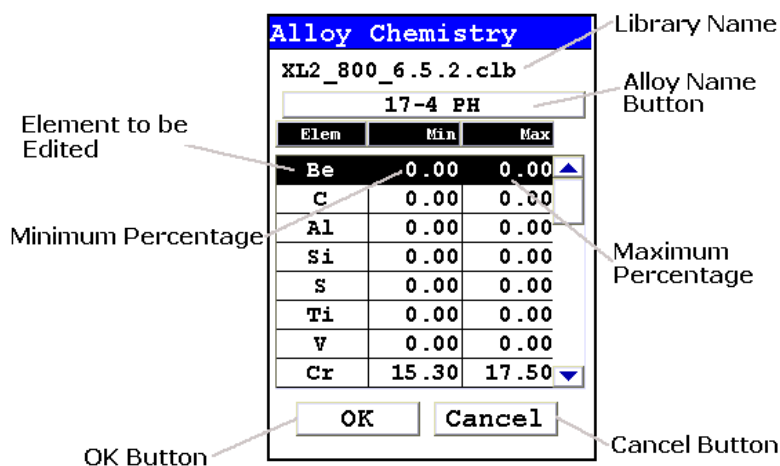 Alloy Chemistry
Library Name
XL2_800_6.5.2.clb
Alloy Name
Button
17-4 PH
Element to be
Edited
Elem Min Max
Be 0.00 0.00
C 0.00 0.00
Al 0.00 0.00
Minimum Percentage
Si 0.00 0.00
Maximum
Percentage
S 0.00 0.00
Ti 0.00 0.00
V 0.00 0.00
Cr 15.30 17.50
OK Cancel
OK Button
Cancel Button